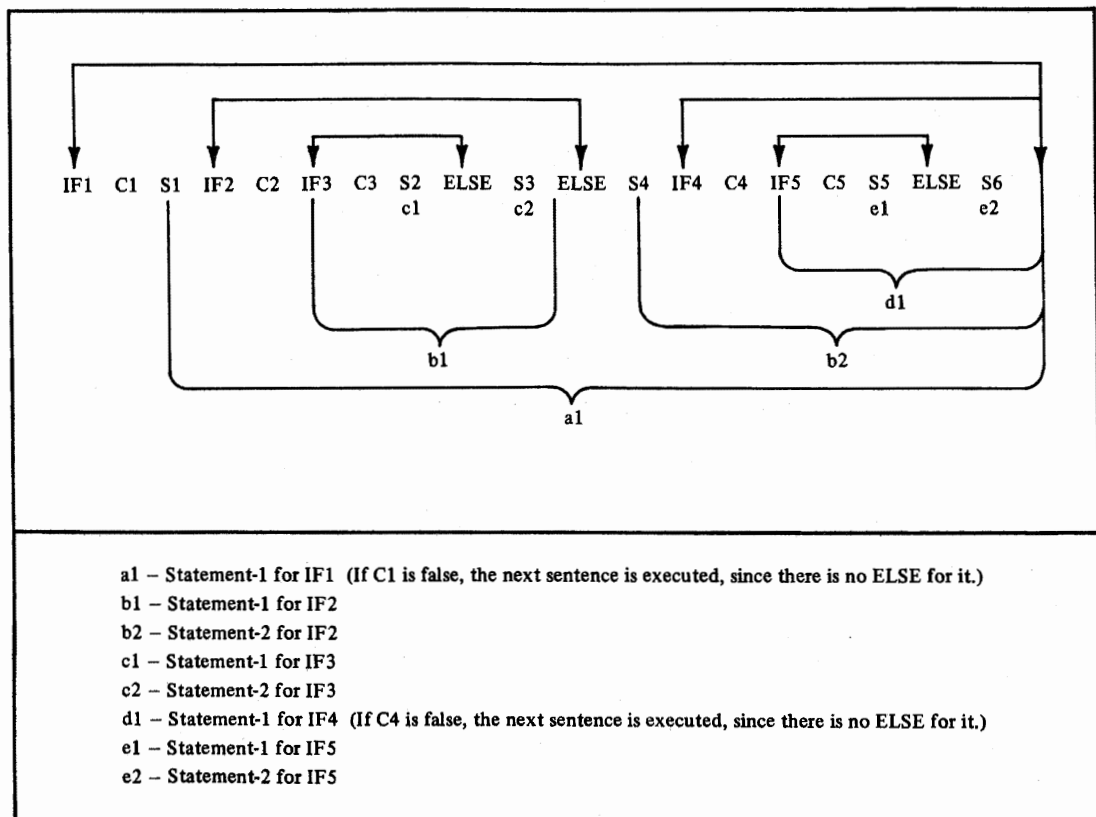 IF1 C1 S1 IF2 C2 IF3 C3 S2 ELSE S3 ELSE S4 IF4 C4 IF5 C5 S5 ELSE S6
c1 c2 e1 e2
d1
b1 b2
a1
a1 – Statement-1 for IF1 (If C1 is false, the next sentence is executed, since there is no ELSE for it.)
b1 – Statement-1 for IF2
b2 – Statement-2 for IF2
c1 – Statement-1 for IF3
c2 – Statement-2 for IF3
d1 – Statement-1 for IF4 (If C4 is false, the next sentence is executed, since there is no ELSE for it.)
e1 – Statement-1 for IF5
e2 – Statement-2 for IF5